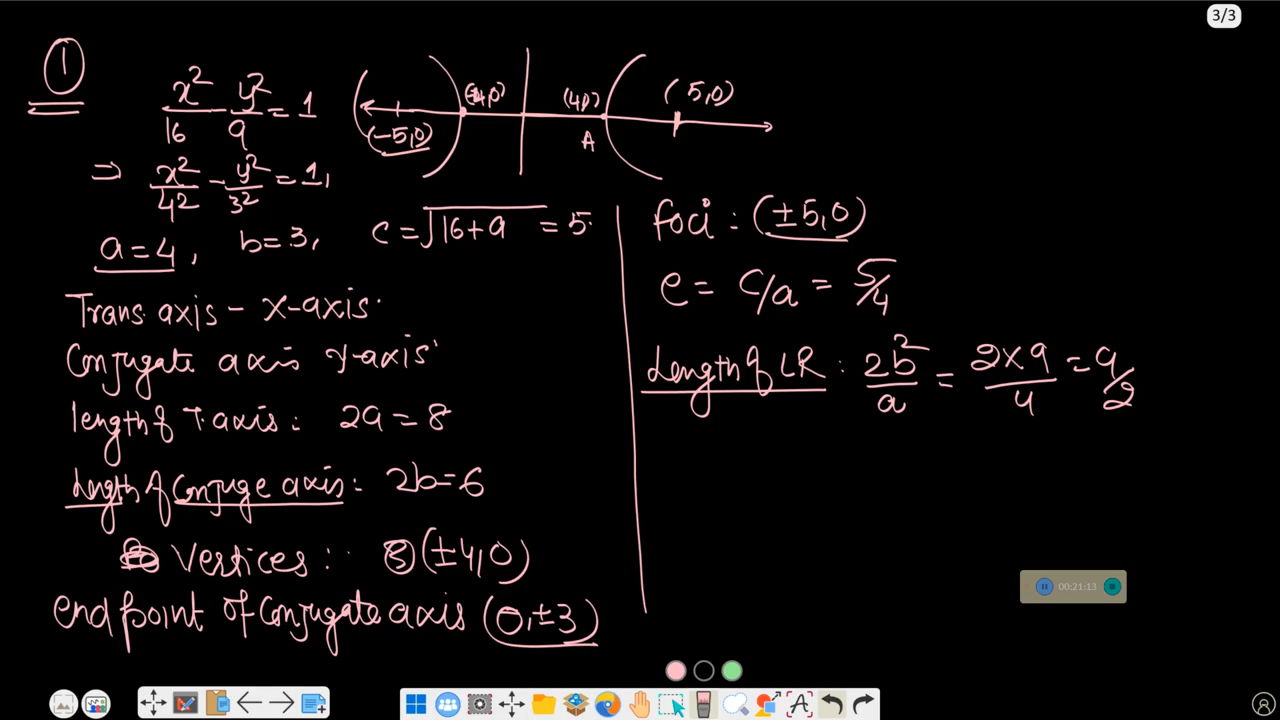 3/3
1
x²/16 - y²/9 = 1
(-4,0) (4,0) (5,0)
(-5,0) A
⇒ x²/4² - y²/3² = 1,
a = 4, b = 3, c = √16+9 = 5.
Trans. axis - X-axis.
Conjugate axis Y-axis
length of T. axis : 2a = 8
Length of Conjuge axis : 2b = 6
Vertices : (±4,0)
end point of Conjugate axis (0,±3)
foci : (±5,0)
e = c/a = 5/4
Length of LR : 2b²/a = 2×9/4 = 9/2
00:21:13